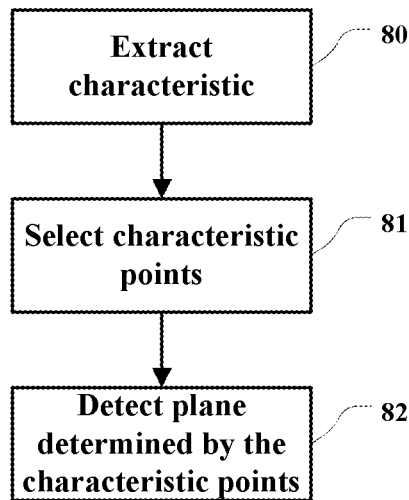 Extract
characteristic
80
Select characteristic
points
81
Detect plane
determined by the
characteristic points
82